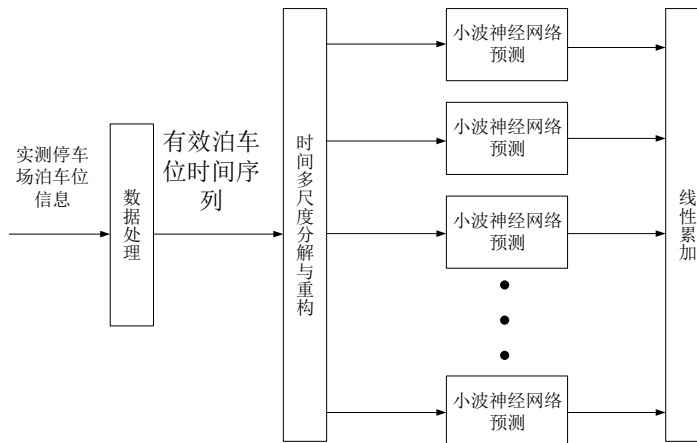 实测停车
场泊车位
信息
数据处理
有效泊车
位时间序
列
时间多尺度分解与重构
小波神经网络
预测
小波神经网络
预测
小波神经网络
预测
小波神经网络
预测
线性累加